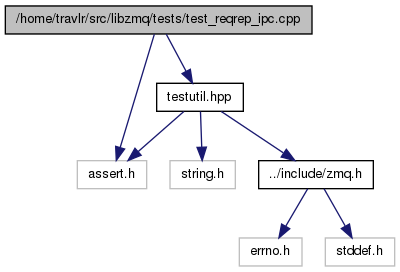 /home/travlr/src/libzmq/tests/test_reqrep_ipc.cpp
testutil.hpp
assert.h
string.h
../include/zmq.h
errno.h
stddef.h